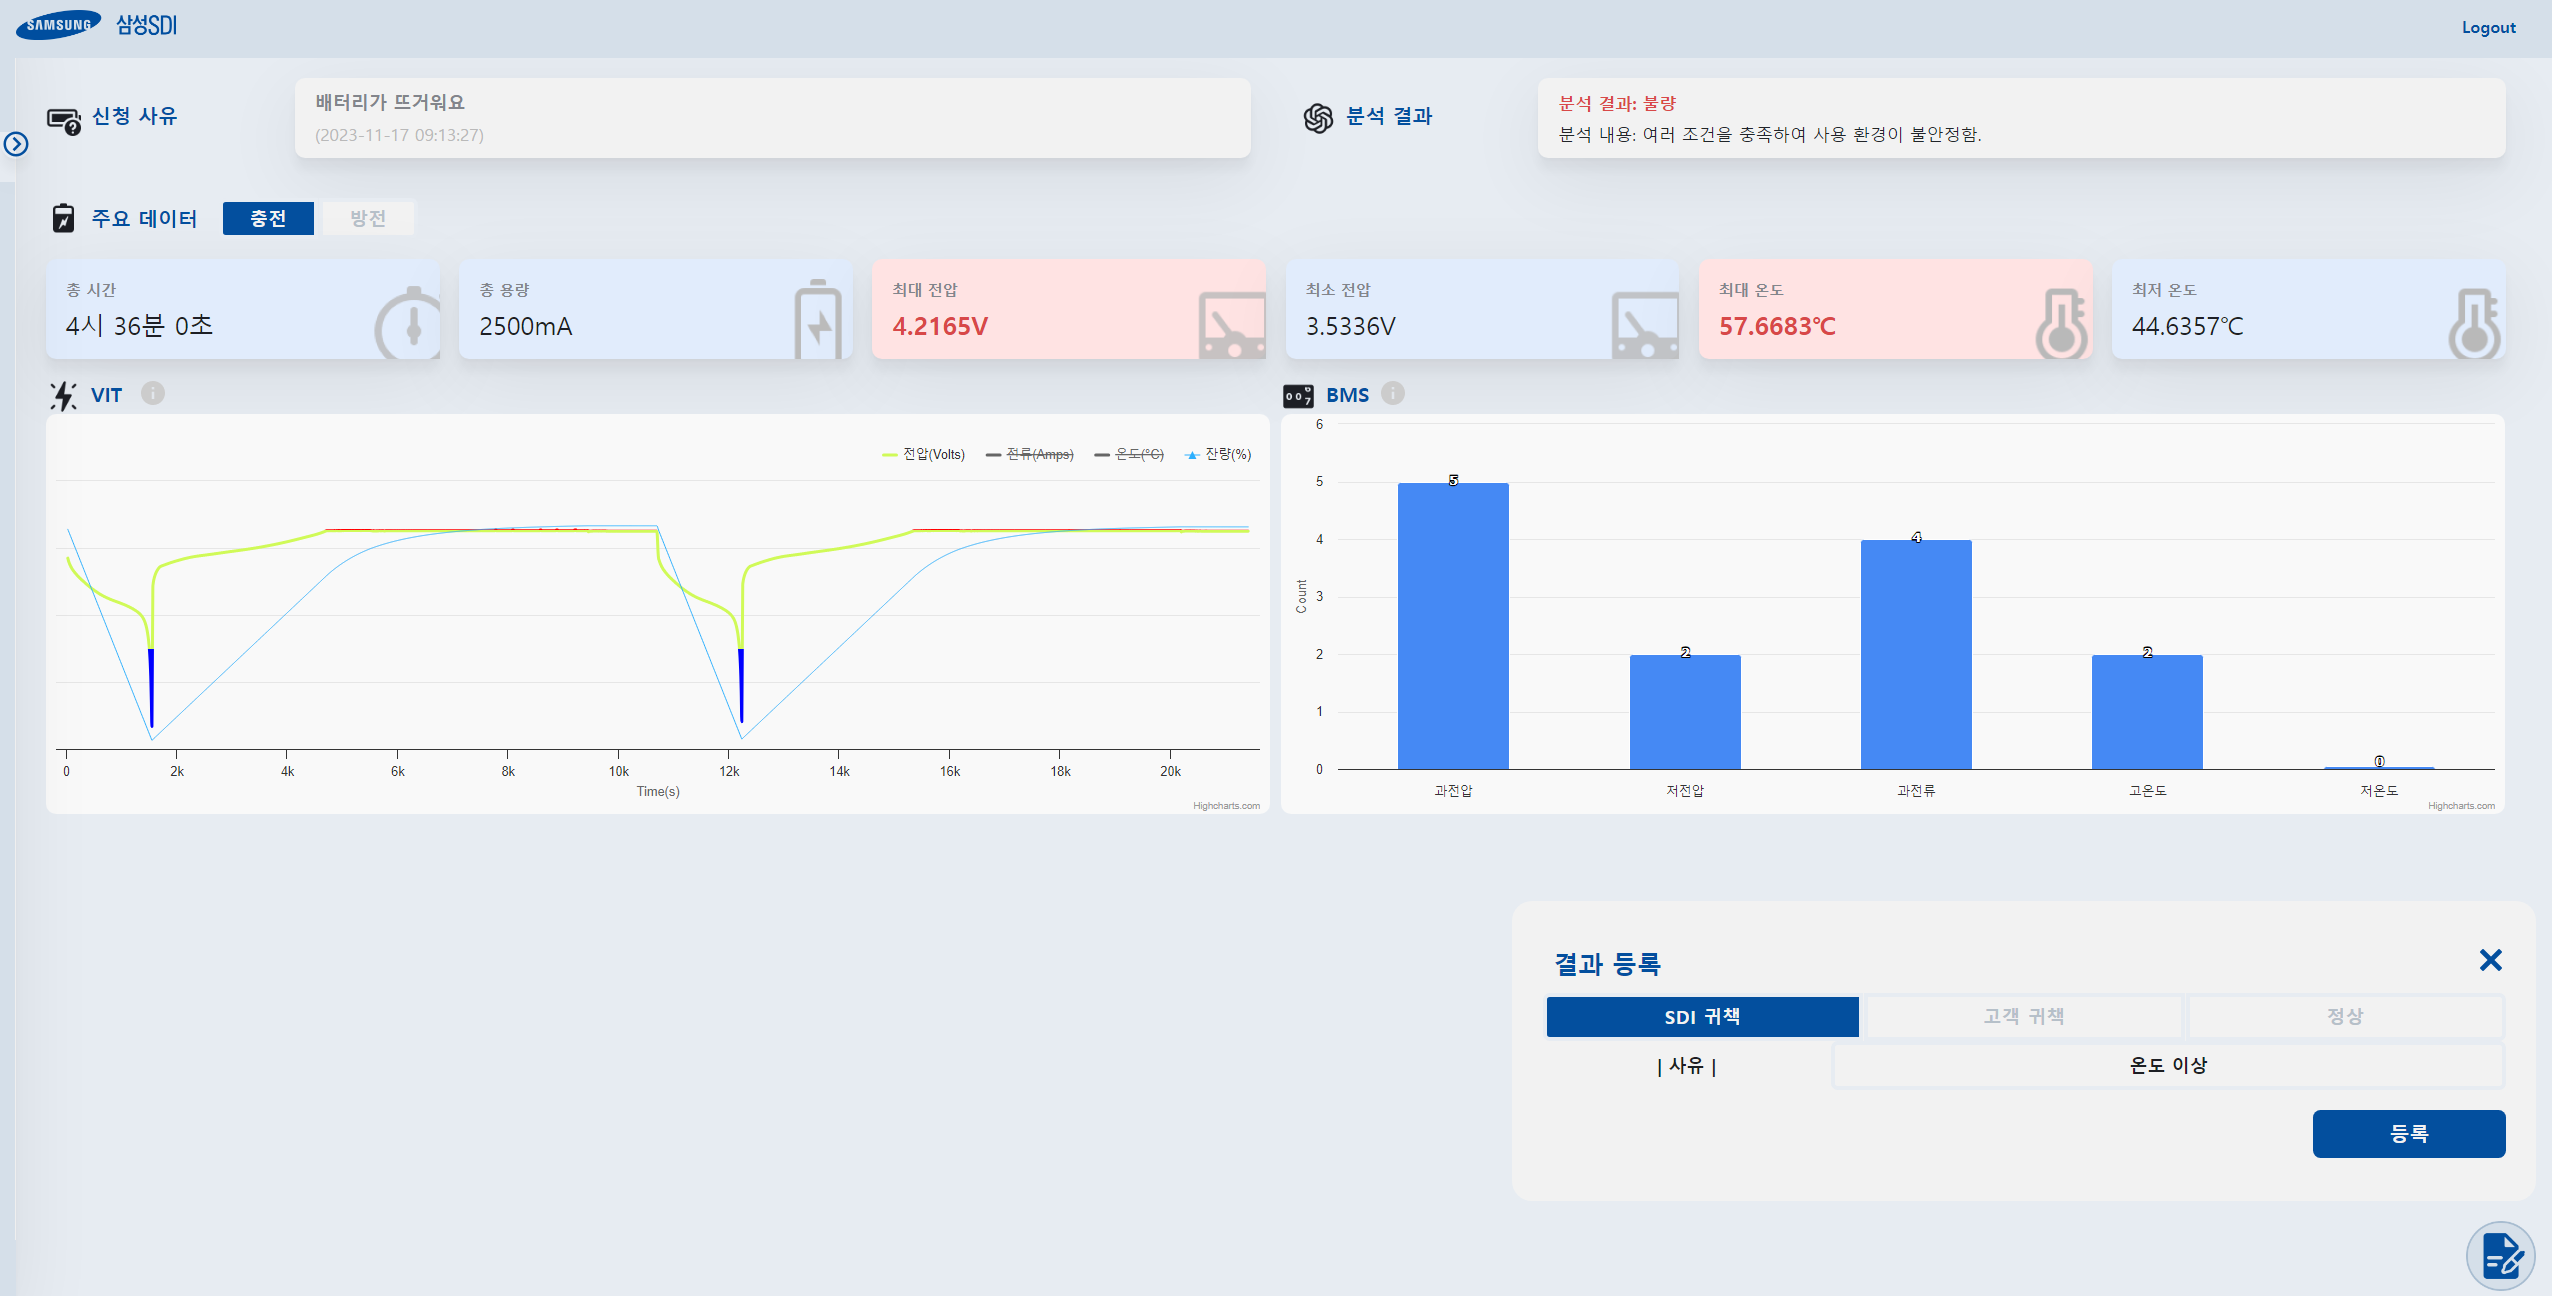 SAMSUNG 삼성SDI
Logout
신청 사유
배터리가 뜨거워요
(2023-11-17 09:13:27)
분석 결과
분석 결과: 불량
분석 내용: 여러 조건을 충족하여 사용 환경이 불안정함.
주요 데이터 충전 방전
총 시간
4시 36분 0초
총 용량
2500mA
최대 전압
4.2165V
최소 전압
3.5336V
최대 온도
57.6683℃
최저 온도
44.6357℃
VIT
전압(Volts) 전류(Amps) 온도(°C) 잔량(%)
0 2k 4k 6k 8k 10k 12k 14k 16k 18k 20k
Time(s)
Highcharts.com
BMS
007
6
5
4
3
2
1
0
Count
5 2 4 2 0
과전압 저전압 과전류 고온도 저온도
Highcharts.com
결과 등록
SDI 귀책 고객 귀책 정상
| 사유 | 온도 이상
등록